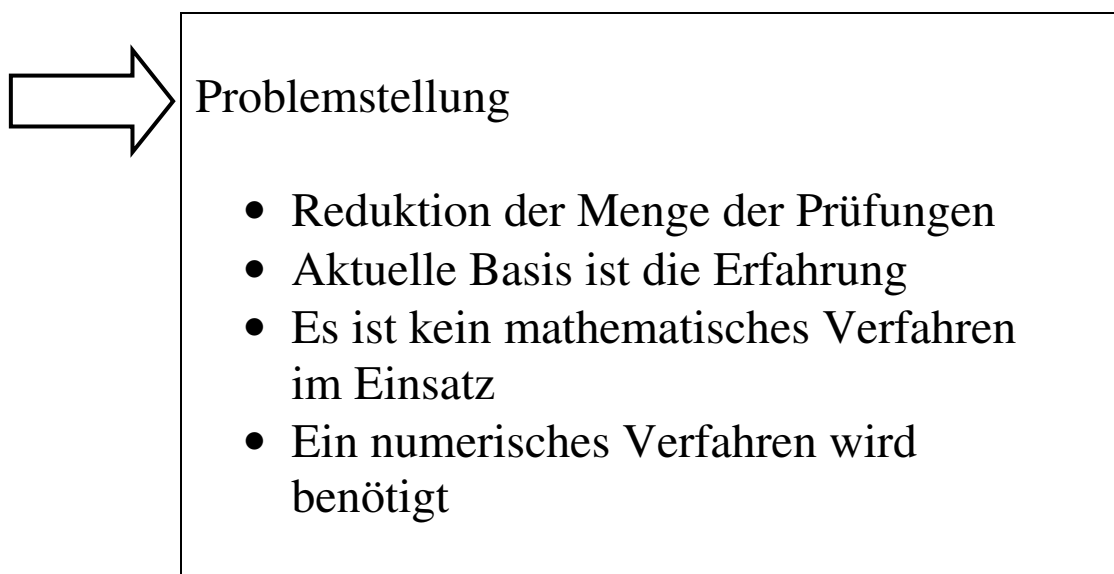 Problemstellung
• Reduktion der Menge der Prüfungen
• Aktuelle Basis ist die Erfahrung
• Es ist kein mathematisches Verfahren
im Einsatz
• Ein numerisches Verfahren wird
benötigt